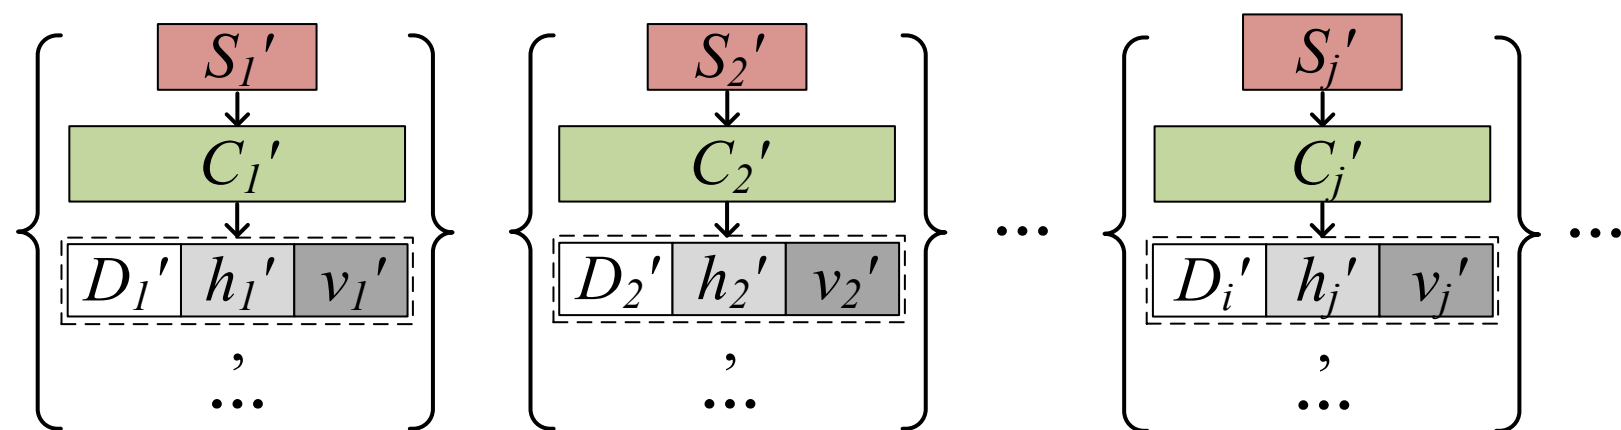 S₁′ S₂′ Sⱼ′
C₁′ C₂′ ... Cⱼ′ ...
D₁′ h₁′ v₁′ D₂′ h₂′ v₂′ Dᵢ′ hⱼ′ vⱼ′
, , ,
... ... ...